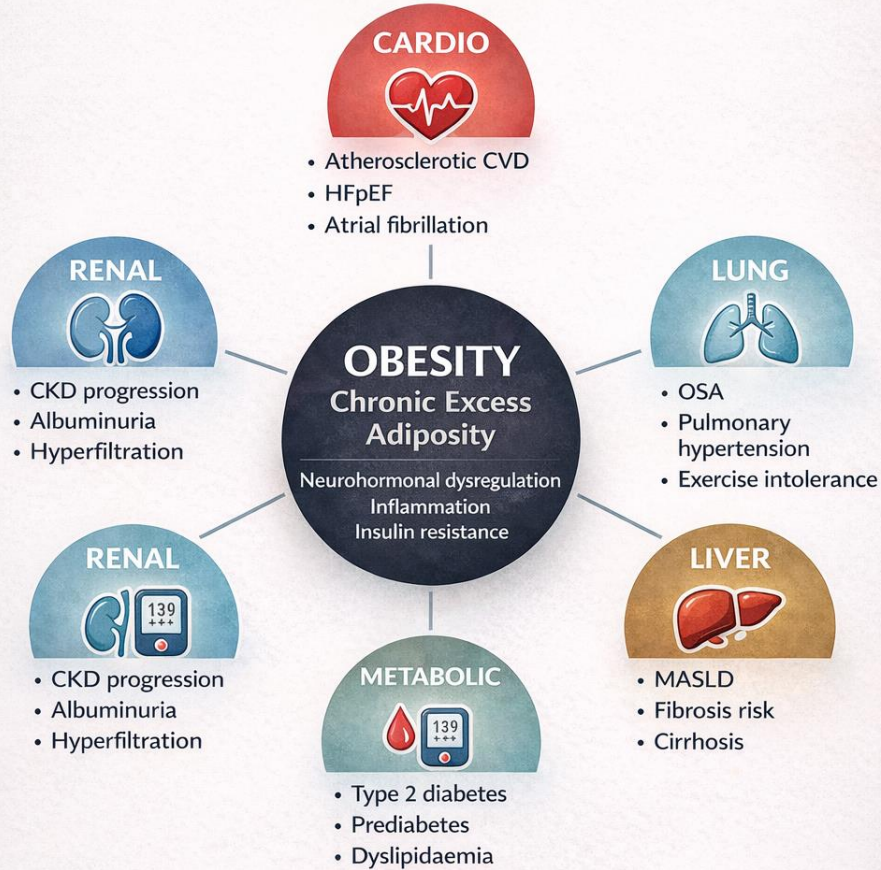 CARDIO
• Atherosclerotic CVD
• HFpEF
• Atrial fibrillation
RENAL
• CKD progression
• Albuminuria
• Hyperfiltration
LUNG
• OSA
• Pulmonary
hypertension
• Exercise intolerance
OBESITY
Chronic Excess
Adiposity
Neurohormonal dysregulation
Inflammation
Insulin resistance
RENAL
139
+++
• CKD progression
• Albuminuria
• Hyperfiltration
METABOLIC
139
+++
• Type 2 diabetes
• Prediabetes
• Dyslipidaemia
LIVER
• MASLD
• Fibrosis risk
• Cirrhosis